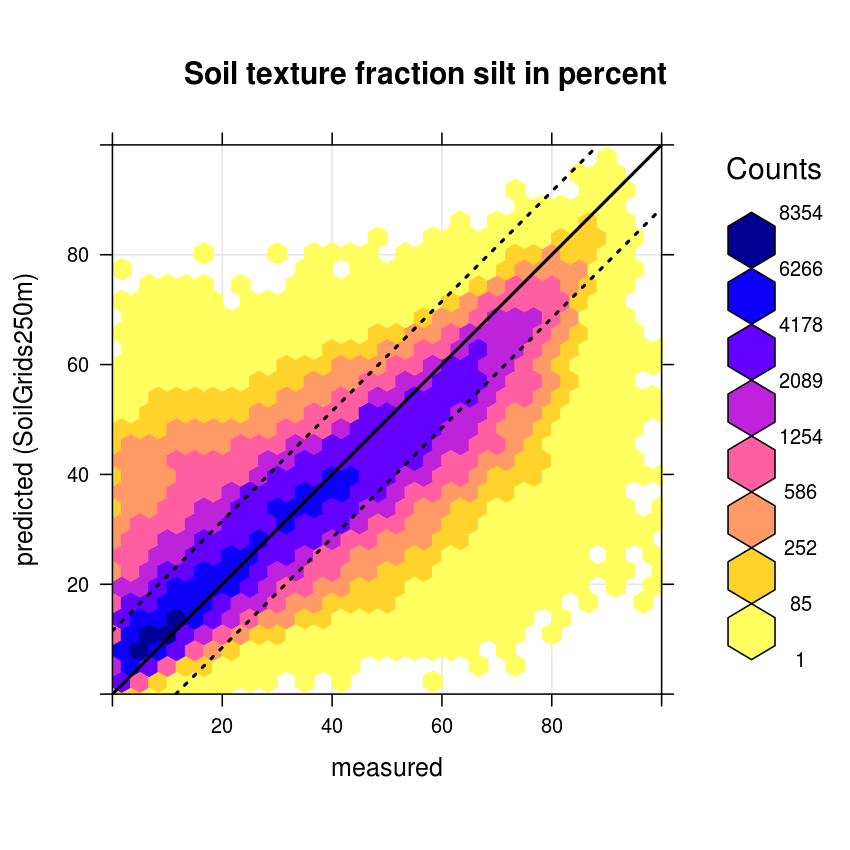 Soil texture fraction silt in percent
Counts
8354
6266
4178
2089
1254
586
252
85
1
predicted (SoilGrids250m)
80
60
40
20
20 40 60 80
measured